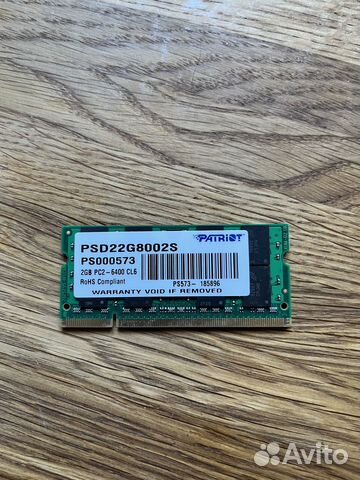 PATRIOT
PSD22G8002S
PS000573
2GB PC2-6400 CL6
RoHS Compliant
PS573- 185896
WARRANTY VOID IF REMOVED
Avito